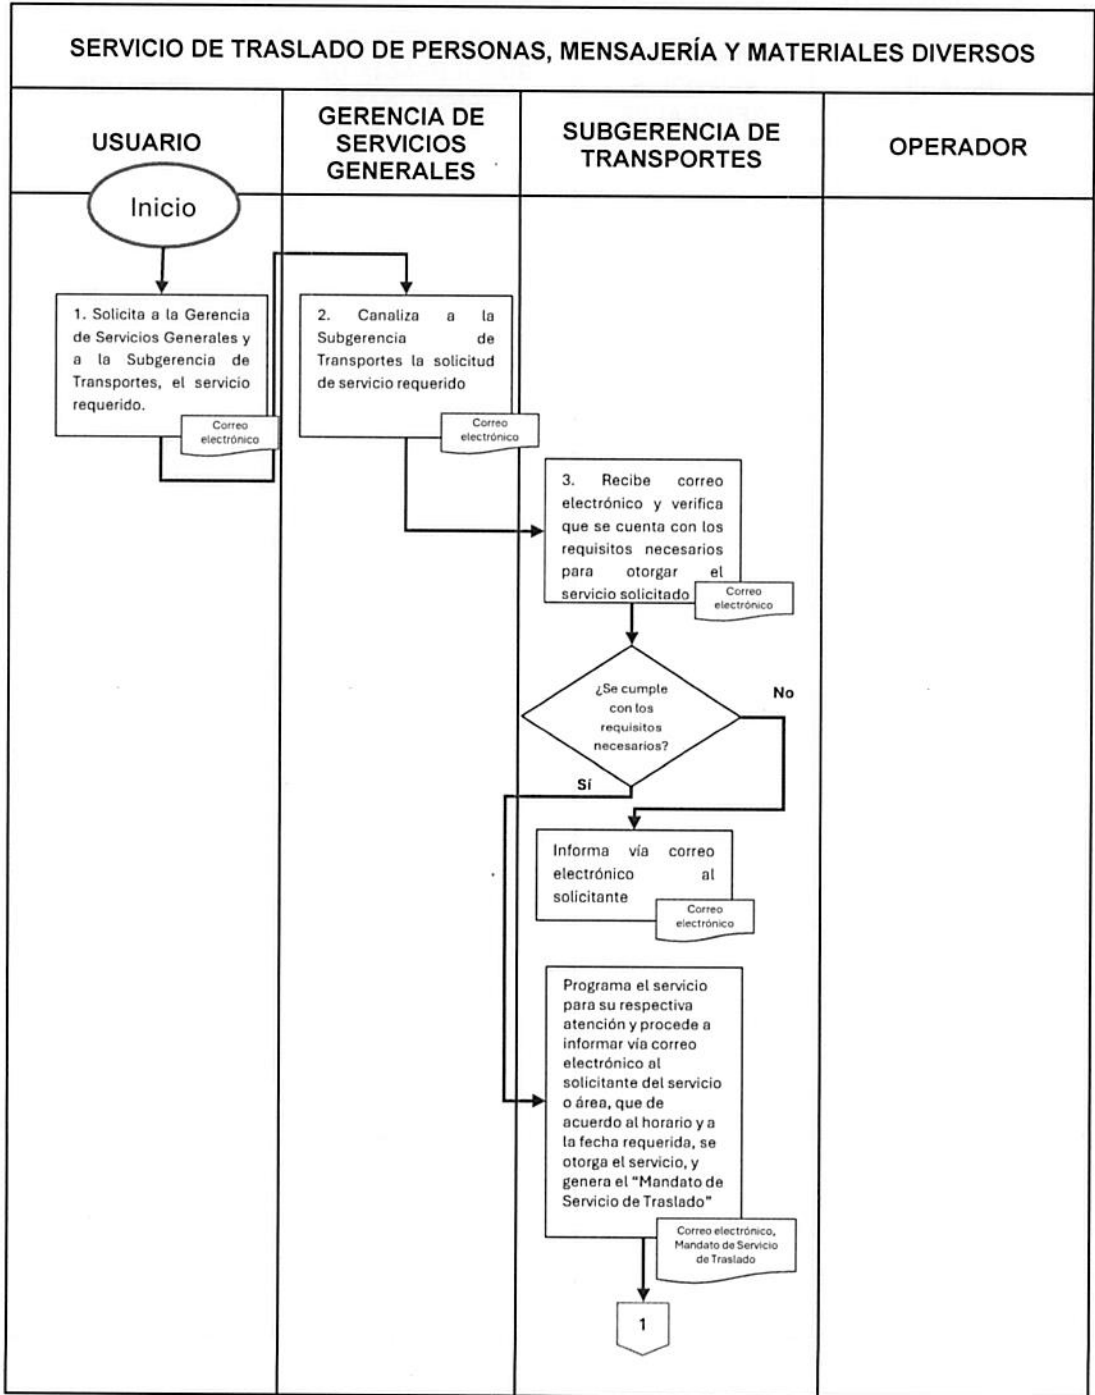 SERVICIO DE TRASLADO DE PERSONAS, MENSAJERÍA Y MATERIALES DIVERSOS
USUARIO
GERENCIA DE
SERVICIOS
GENERALES
SUBGERENCIA DE
TRANSPORTES
OPERADOR
Inicio
1. Solicita a la Gerencia
de Servicios Generales y
a la Subgerencia de
Transportes, el servicio
requerido.
Correo
electrónico
2. Canaliza a la
Subgerencia de
Transportes la solicitud
de servicio requerido
Correo
electrónico
3. Recibe correo
electrónico y verifica
que se cuenta con los
requisitos necesarios
para otorgar el
servicio solicitado
Correo
electrónico
¿Se cumple
con los
requisitos
necesarios?
No
Sí
Informa vía correo
electrónico al
solicitante
Correo
electrónico
Programa el servicio
para su respectiva
atención y procede a
informar vía correo
electrónico al
solicitante del servicio
o área, que de
acuerdo al horario y a
la fecha requerida, se
otorga el servicio, y
genera el “Mandato de
Servicio de Traslado”
Correo electrónico,
Mandato de Servicio
de Traslado
1